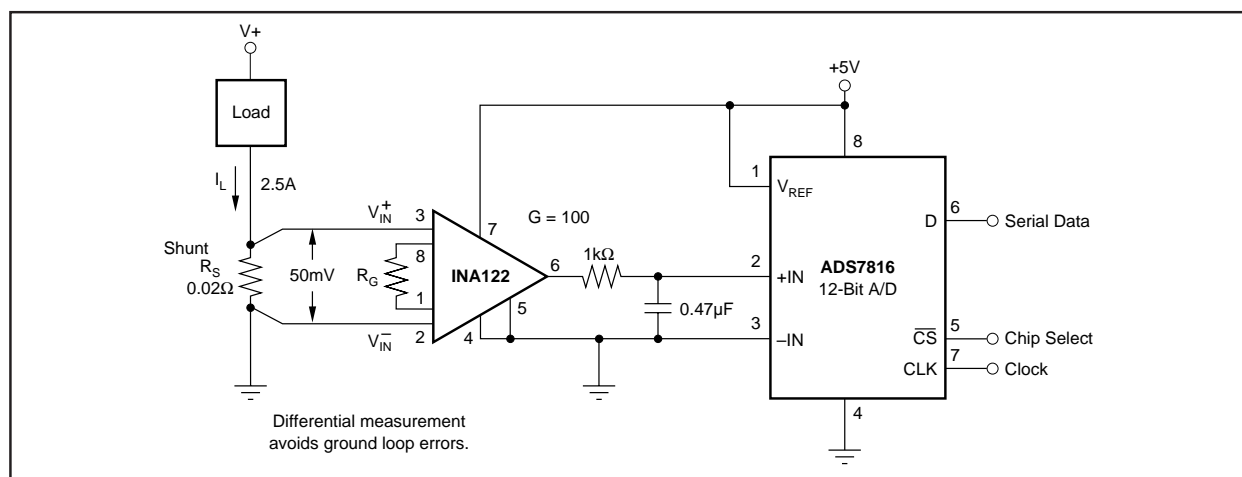 V+
Load
I_L
2.5A
Shunt
R_S
0.02Ω
50mV
V_IN^+
V_IN^–
3
8
R_G
1
2
INA122
7
G = 100
6
5
4
1kΩ
0.47µF
+5V
8
1
V_REF
2
+IN
ADS7816
12-Bit A/D
3
–IN
D
6
Serial Data
C̅S̅
5
Chip Select
CLK
7
Clock
4
Differential measurement
avoids ground loop errors.